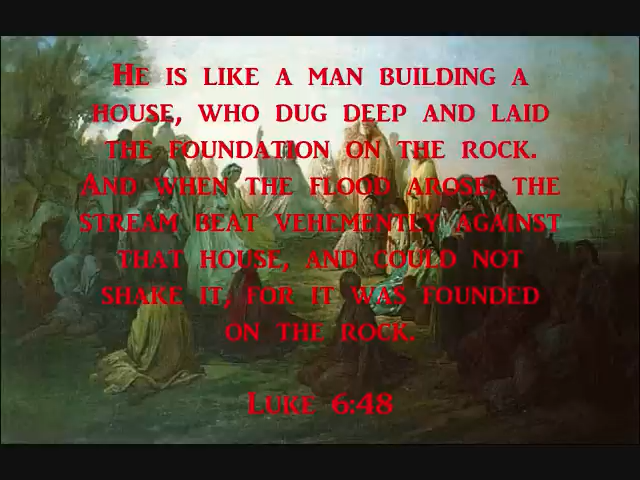 He is like a man building a
house, who dug deep and laid
the foundation on the rock.
And when the flood arose, the
stream beat vehemently against
that house, and could not
shake it, for it was founded
on the rock.
Luke 6:48